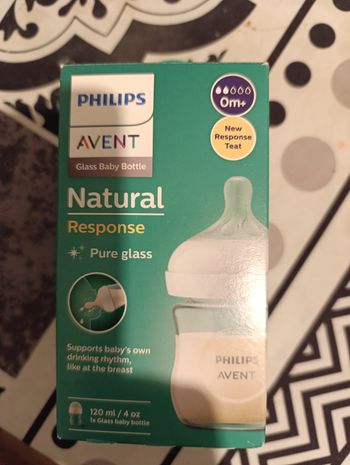 PHILIPS
AVENT
Glass Baby Bottle
0m+
New
Response
Teat
Natural
Response
Pure glass
Supports baby's own
drinking rhythm,
like at the breast
PHILIPS
AVENT
120 ml / 4 oz
1x Glass baby bottle